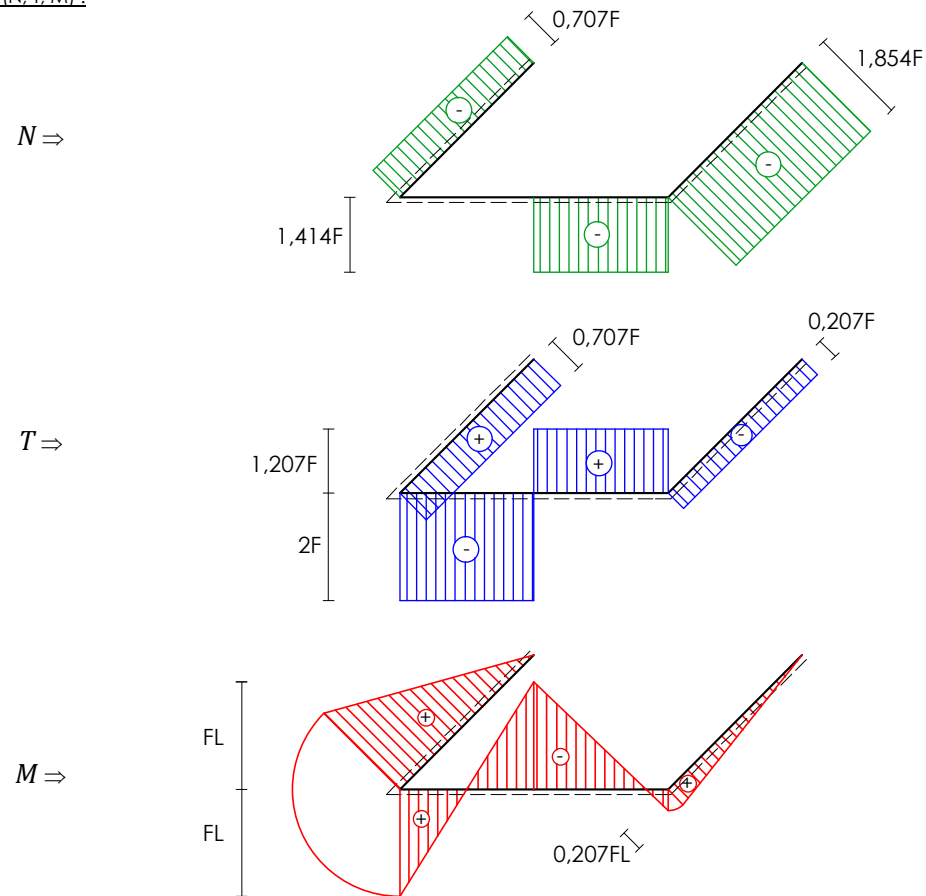 (N, T, M) :
0,707F
1,854F
N ⇒
-
-
1,414F
-
0,207F
0,707F
T ⇒
+
-
1,207F
+
2F
-
FL
+
M ⇒
-
+
FL
+
0,207FL